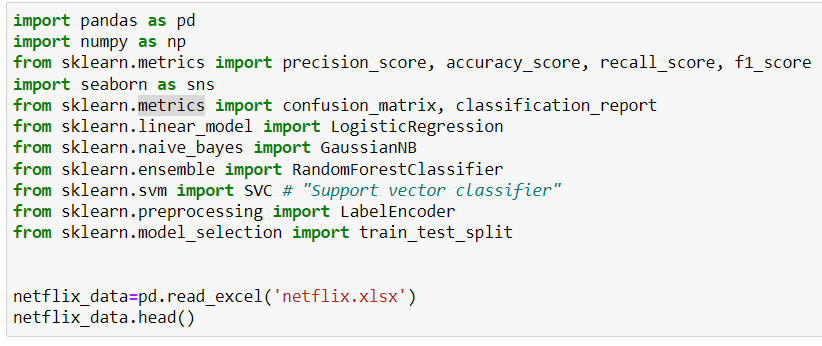 import pandas as pd
import numpy as np
from sklearn.metrics import precision_score, accuracy_score, recall_score, f1_score
import seaborn as sns
from sklearn.metrics import confusion_matrix, classification_report
from sklearn.linear_model import LogisticRegression
from sklearn.naive_bayes import GaussianNB
from sklearn.ensemble import RandomForestClassifier
from sklearn.svm import SVC # "Support vector classifier"
from sklearn.preprocessing import LabelEncoder
from sklearn.model_selection import train_test_split
netflix_data=pd.read_excel('netflix.xlsx')
netflix_data.head()